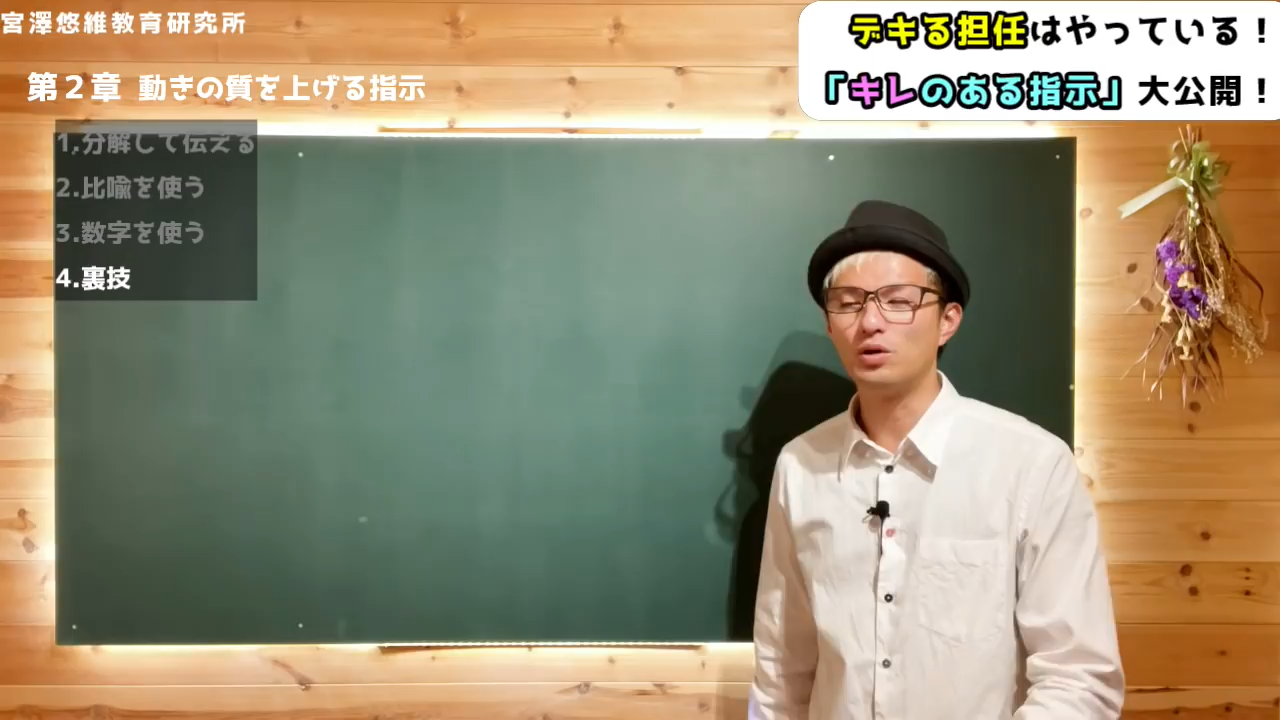 宮澤悠維教育研究所
デキる担任はやっている！
「キレのある指示」大公開！
第２章 動きの質を上げる指示
1.分解して伝える
2.比喩を使う
3.数字を使う
4.裏技